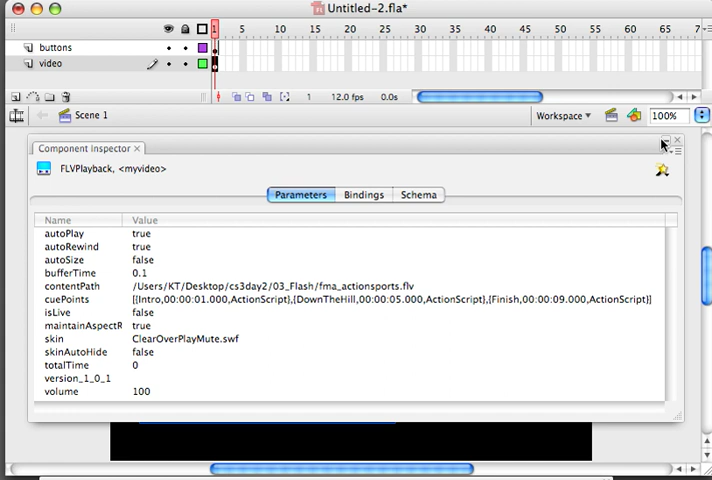 Untitled-2.fla*
1 5 10 15 20 25 30 35 40 45 50 55 60 65 7
buttons
video
1 12.0 fps 0.0s
Scene 1 Workspace 100%
Component Inspector
FLVPlayback, <myvideo>
Parameters Bindings Schema
Name Value
autoPlay true
autoRewind true
autoSize false
bufferTime 0.1
contentPath /Users/KT/Desktop/cs3day2/03_Flash/fma_actionsports.flv
cuePoints [{Intro,00:00:01.000,ActionScript},{DownTheHill,00:00:05.000,ActionScript},{Finish,00:00:09.000,ActionScript}]
isLive false
maintainAspectR true
skin ClearOverPlayMute.swf
skinAutoHide false
totalTime 0
version_1_0_1
volume 100